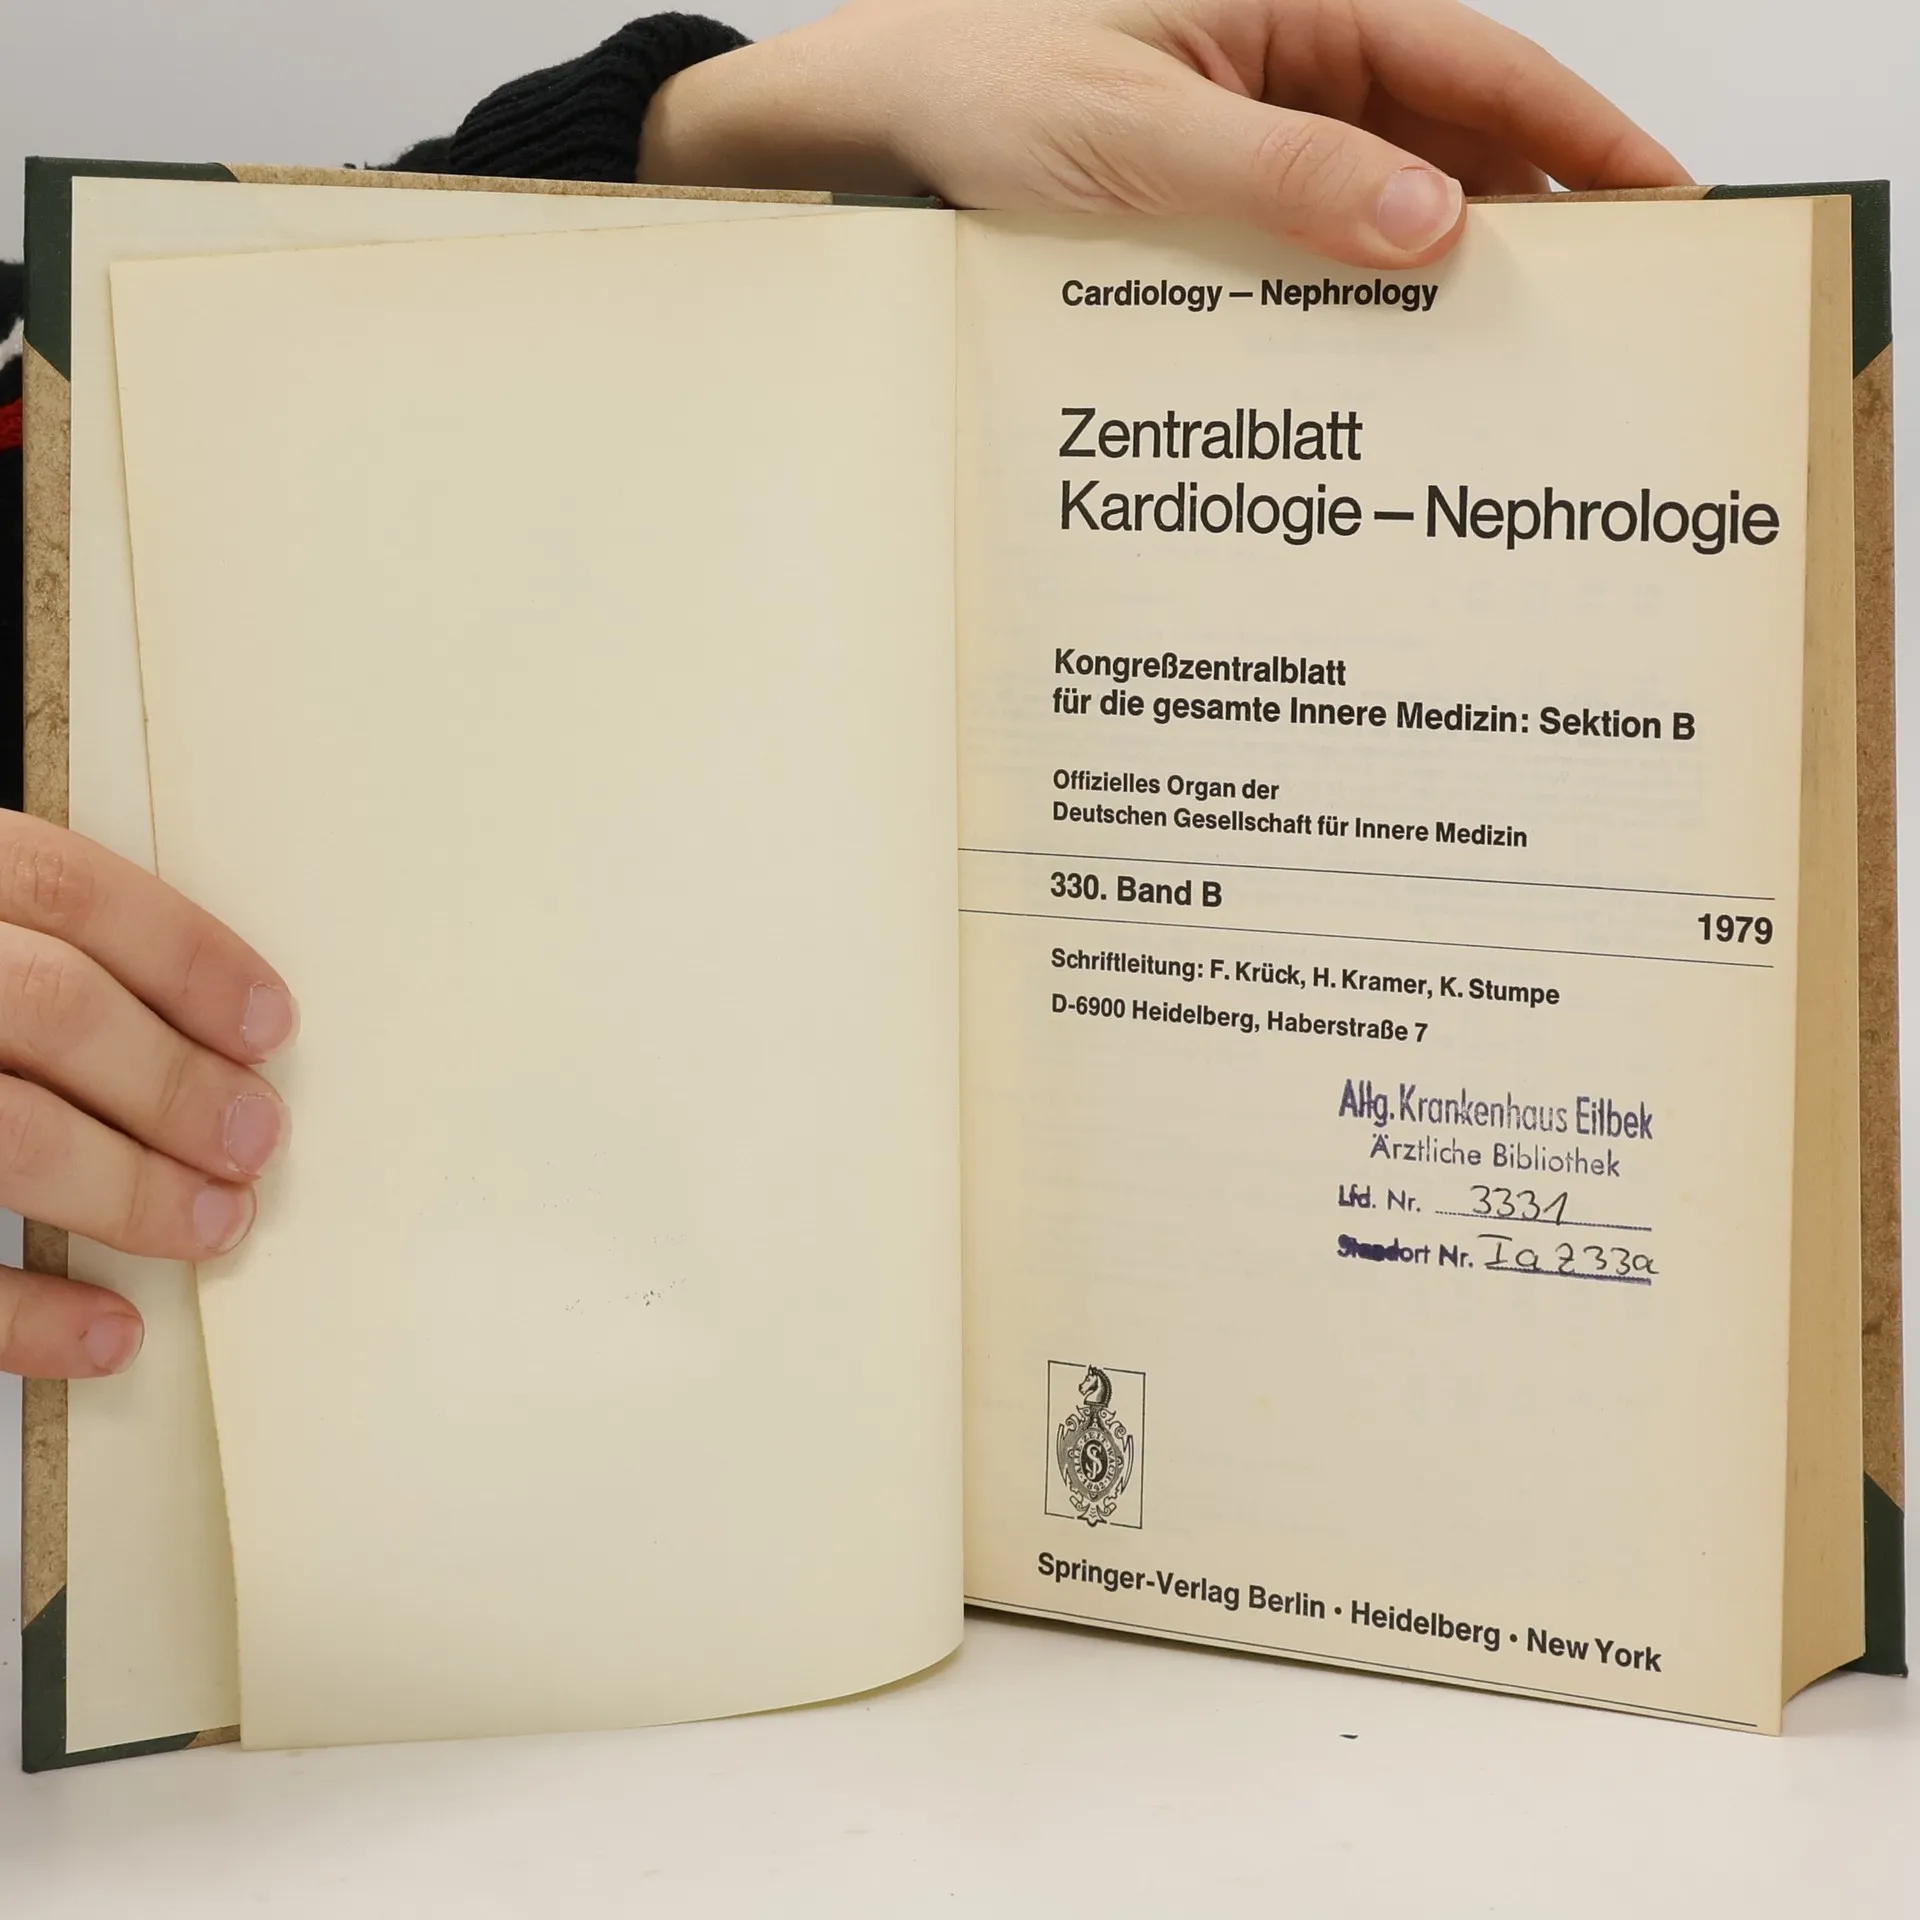 Cardiology – Nephrology
Zentralblatt
Kardiologie – Nephrologie
Kongreßzentralblatt
für die gesamte Innere Medizin: Sektion B
Offizielles Organ der
Deutschen Gesellschaft für Innere Medizin
330. Band B
1979
Schriftleitung: F. Krück, H. Kramer, K. Stumpe
D-6900 Heidelberg, Haberstraße 7
Allg. Krankenhaus Eilbek
Ärztliche Bibliothek
Lfd. Nr. 3331
Standort Nr. Ia Z 33a
Springer-Verlag Berlin • Heidelberg • New York